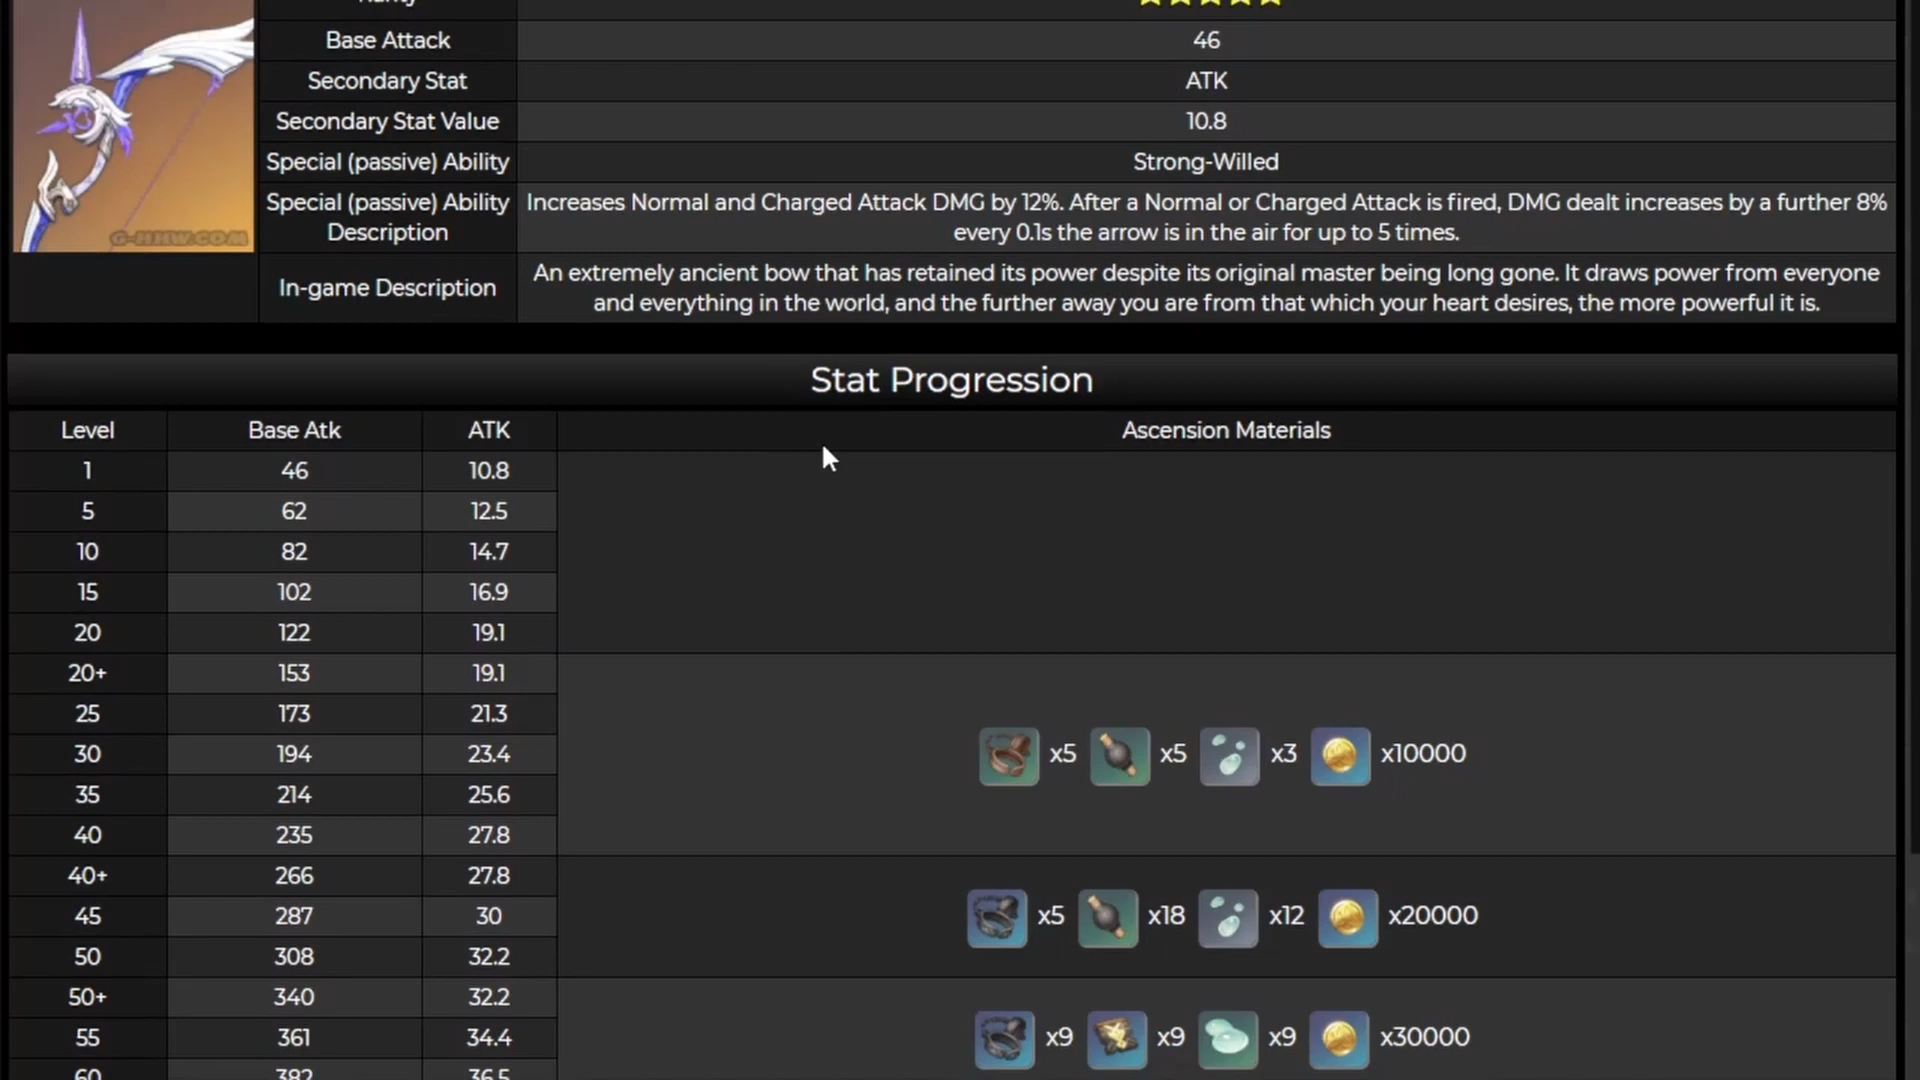 Rarity
Base Attack 46
Secondary Stat ATK
Secondary Stat Value 10.8
Special (passive) Ability Strong-Willed
Special (passive) Ability Description
Increases Normal and Charged Attack DMG by 12%. After a Normal or Charged Attack is fired, DMG dealt increases by a further 8%
every 0.1s the arrow is in the air for up to 5 times.
In-game Description
An extremely ancient bow that has retained its power despite its original master being long gone. It draws power from everyone
and everything in the world, and the further away you are from that which your heart desires, the more powerful it is.
G-HHW.COM
Stat Progression
Level Base Atk ATK Ascension Materials
1 46 10.8
5 62 12.5
10 82 14.7
15 102 16.9
20 122 19.1
20+ 153 19.1
25 173 21.3
30 194 23.4 x5 x5 x3 x10000
35 214 25.6
40 235 27.8
40+ 266 27.8
45 287 30 x5 x18 x12 x20000
50 308 32.2
50+ 340 32.2
55 361 34.4 x9 x9 x9 x30000
60 382 36.5